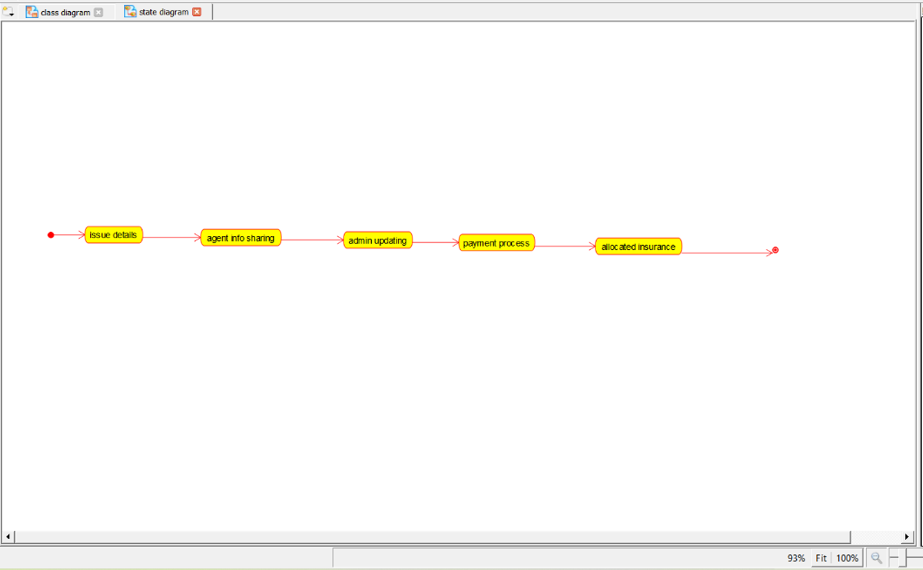 class diagram
state diagram
issue details
agent info sharing
admin updating
payment process
allocated insurance
93% Fit 100%